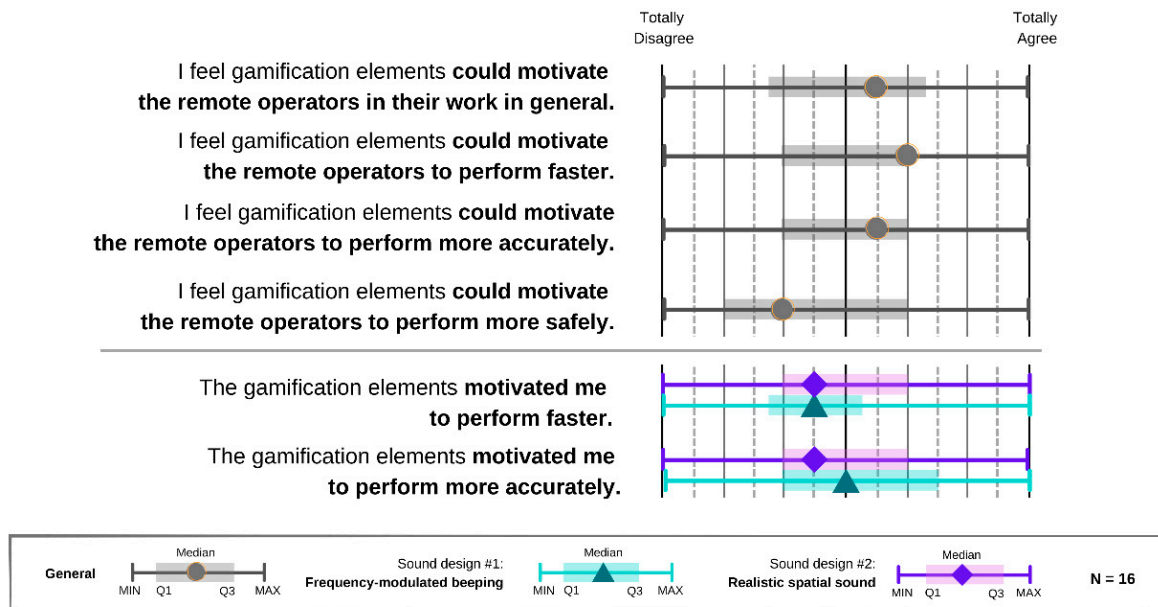 Totally
Disagree
Totally
Agree
I feel gamification elements could motivate
the remote operators in their work in general.
I feel gamification elements could motivate
the remote operators to perform faster.
I feel gamification elements could motivate
the remote operators to perform more accurately.
I feel gamification elements could motivate
the remote operators to perform more safely.
The gamification elements motivated me
to perform faster.
The gamification elements motivated me
to perform more accurately.
General
Median
MIN Q1 Q3 MAX
Sound design #1:
Frequency-modulated beeping
Median
MIN Q1 Q3 MAX
Sound design #2:
Realistic spatial sound
Median
MIN Q1 Q3 MAX
N = 16